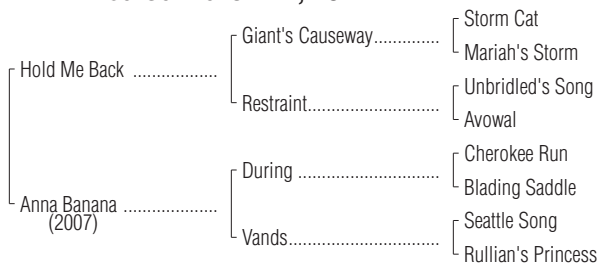 Storm Cat
Giant's Causeway.............
Mariah's Storm
Hold Me Back .................
Unbridled's Song
Restraint..........................
Avowal
Cherokee Run
During ............................
Blading Saddle
Anna Banana ...................
(2007)
Seattle Song
Vands..............................
Rullian's Princess